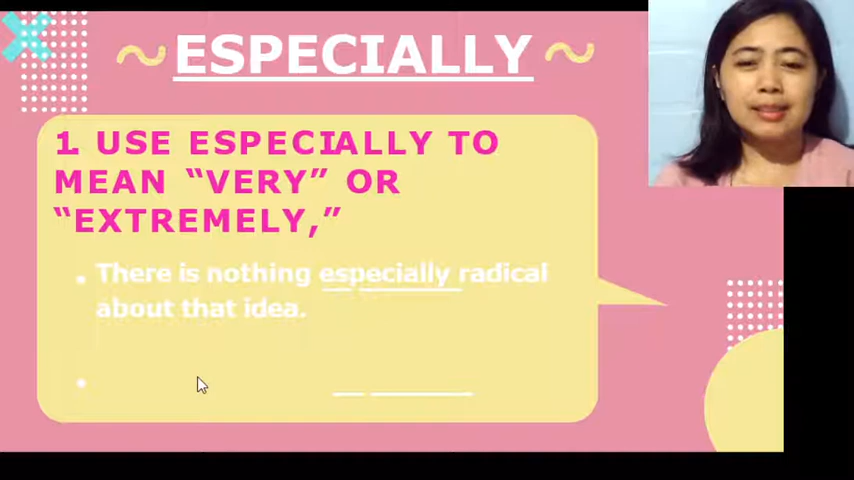 ESPECIALLY
1. USE ESPECIALLY TO
MEAN “VERY” OR
“EXTREMELY,”
There is nothing especially radical
about that idea.